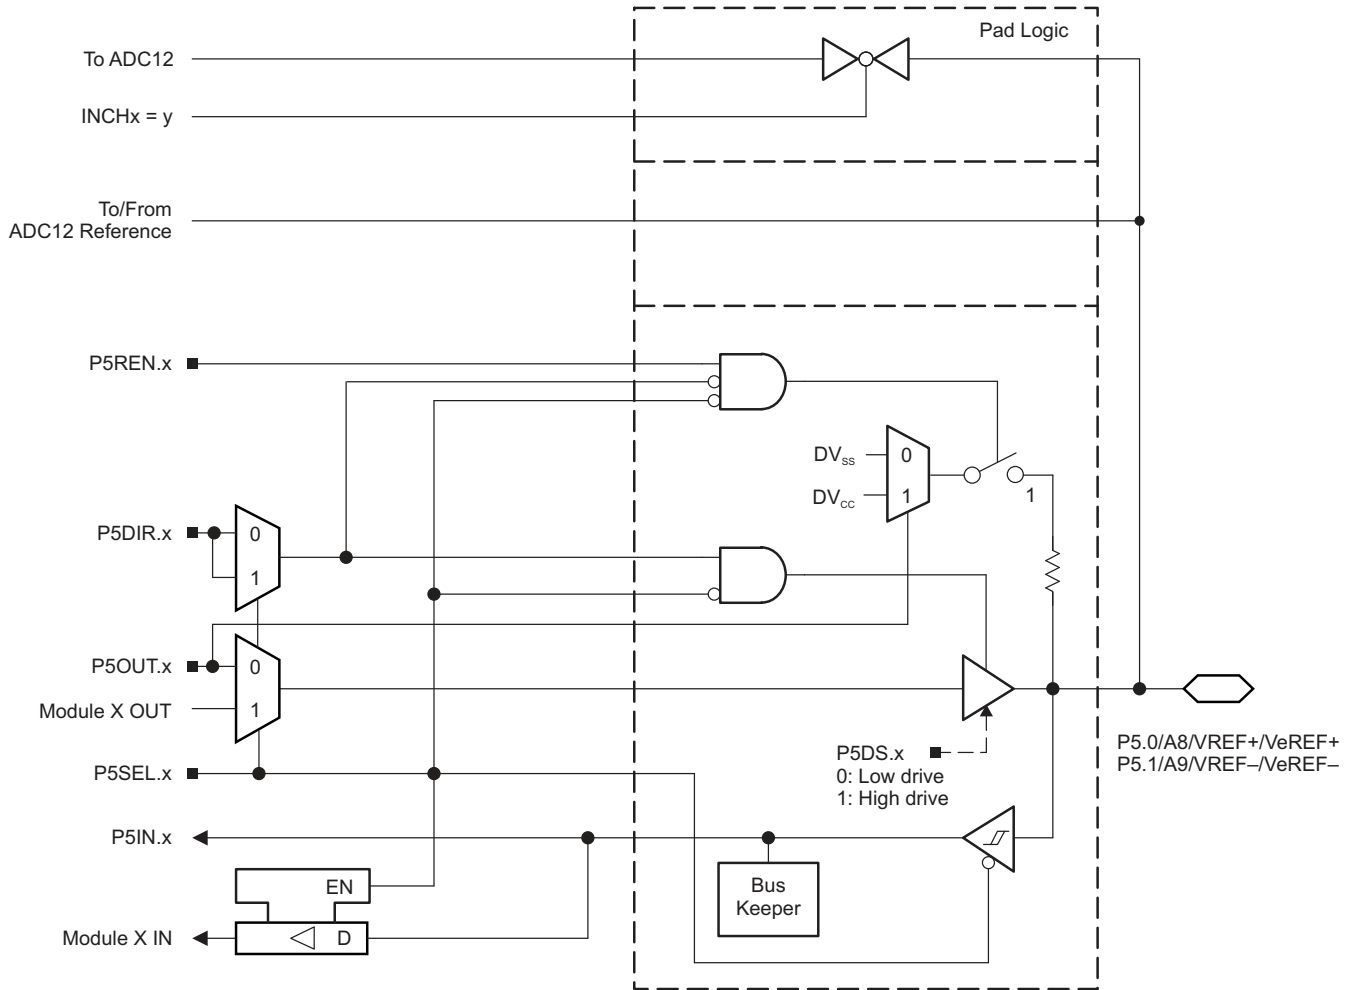 Pad Logic
To ADC12
INCHx = y
To/From
ADC12 Reference
P5REN.x
DVSS
0
DVCC
1
1
P5DIR.x
0
1
P5OUT.x
0
Module X OUT
1
P5SEL.x
P5DS.x
0: Low drive
1: High drive
P5.0/A8/VREF+/VeREF+
P5.1/A9/VREF–/VeREF–
P5IN.x
Bus
Keeper
EN
Module X IN
D